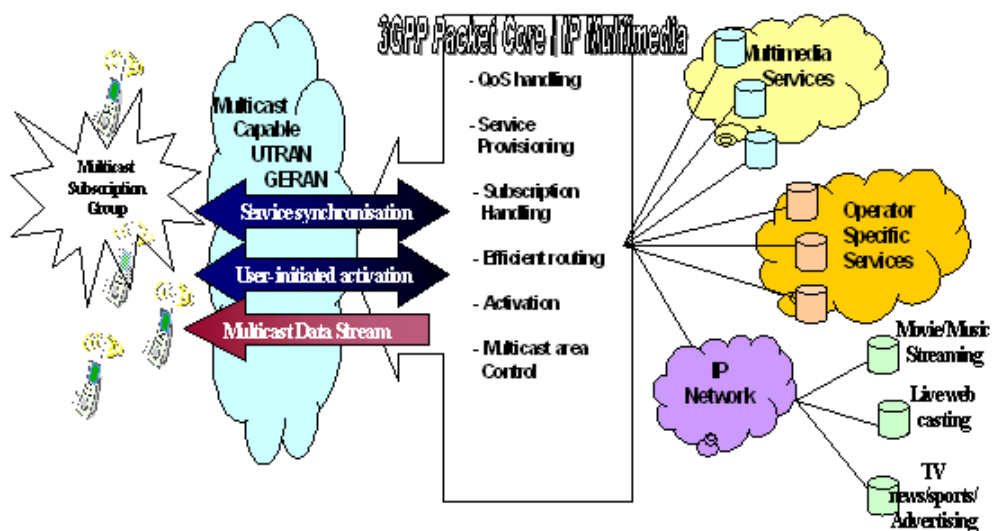 3GPP Packet Core | IP Multimedia
Multicast
Subscription
Group
Multicast
Capable
UTRAN
GERAN
Service synchronisation
User-initiated activation
Multicast Data Stream
- QoS handling
- Service
Provisioning
- Subscription
Handling
- Efficient routing
- Activation
- Multicast area
Control
Multimedia
Services
Operator
Specific
Services
IP
Network
Movie/Music
Streaming
Live web
casting
TV
news/sports/
Advertising